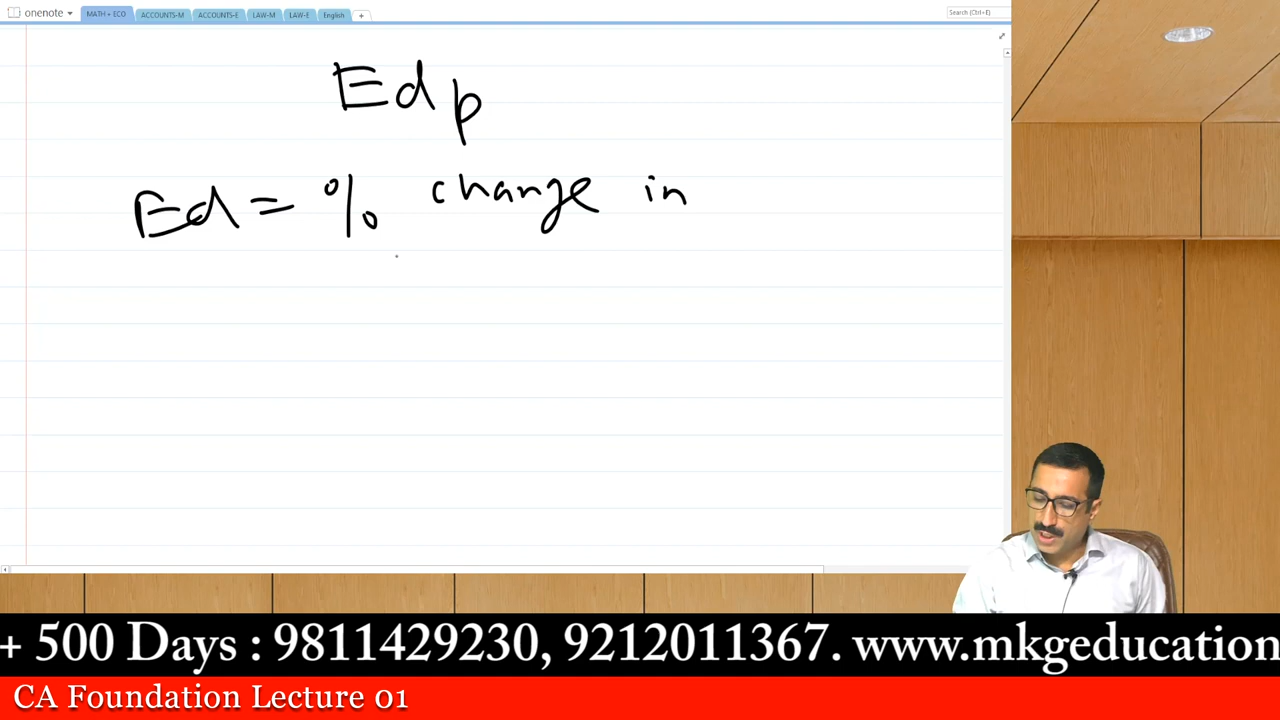 onenote MATH + ECO ACCOUNTS-M ACCOUNTS-E LAW-M LAW-E English + Search (Ctrl+E)
Edp
Ed = % change in
+ 500 Days : 9811429230, 9212011367. www.mkgeducation
CA Foundation Lecture 01